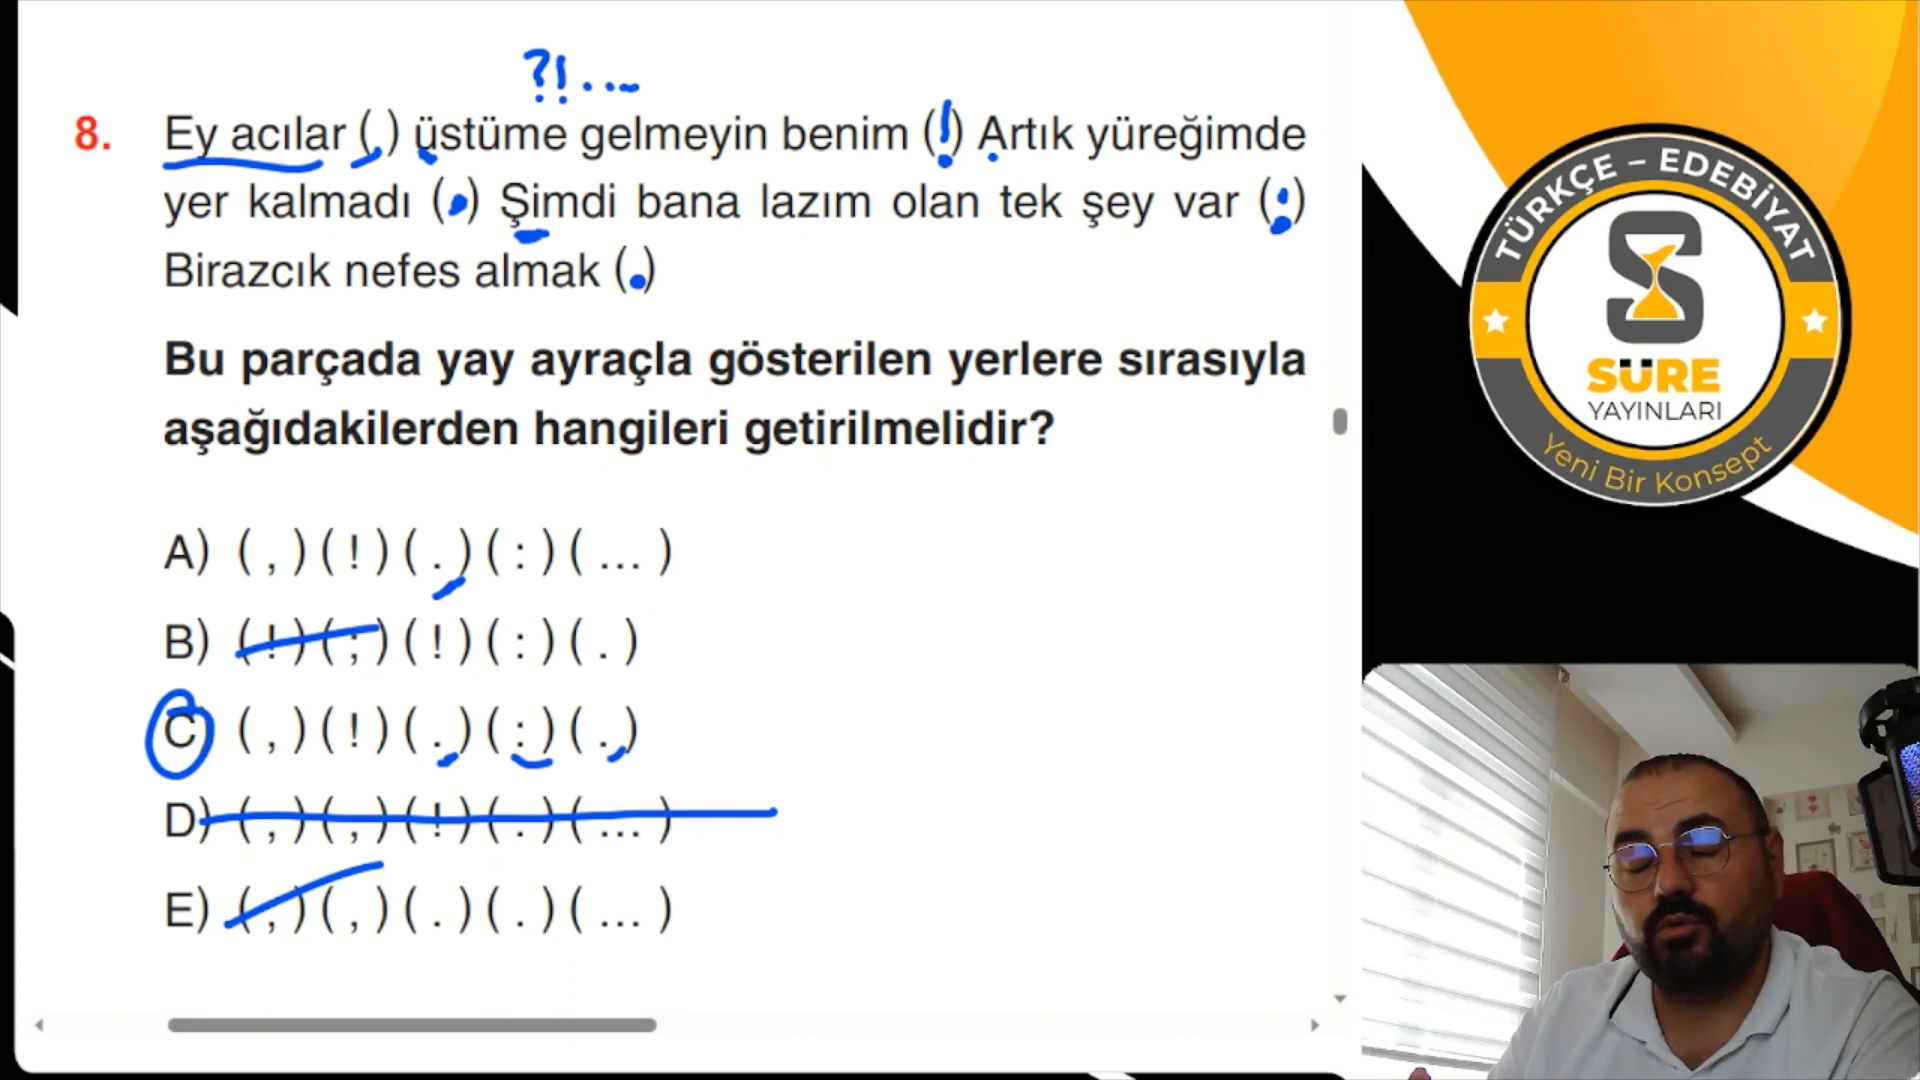 ?!....
8. Ey acılar (,) üstüme gelmeyin benim (!) Artık yüreğimde
yer kalmadı (.) Şimdi bana lazım olan tek şey var (:)
Birazcık nefes almak (.)
Bu parçada yay ayraçla gösterilen yerlere sırasıyla
aşağıdakilerden hangileri getirilmelidir?
A) ( , ) ( ! ) ( . ) ( : ) ( ... )
B) ( ! ) ( ; ) ( ! ) ( : ) ( . )
C) ( , ) ( ! ) ( . ) ( : ) ( . )
D) ( , ) ( , ) ( ! ) ( . ) ( ... )
E) ( , ) ( , ) ( . ) ( . ) ( ... )
TÜRKÇE – EDEBİYAT
S
SÜRE
YAYINLARI
Yeni Bir Konsept